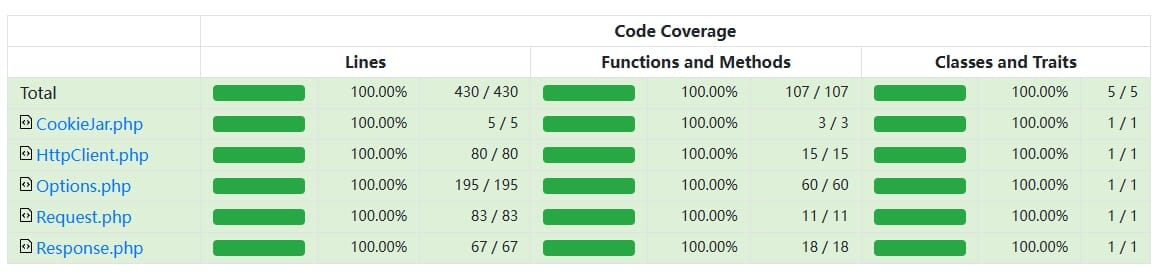 Code Coverage
Lines Functions and Methods Classes and Traits
Total 100.00% 430 / 430 100.00% 107 / 107 100.00% 5 / 5
CookieJar.php 100.00% 5 / 5 100.00% 3 / 3 100.00% 1 / 1
HttpClient.php 100.00% 80 / 80 100.00% 15 / 15 100.00% 1 / 1
Options.php 100.00% 195 / 195 100.00% 60 / 60 100.00% 1 / 1
Request.php 100.00% 83 / 83 100.00% 11 / 11 100.00% 1 / 1
Response.php 100.00% 67 / 67 100.00% 18 / 18 100.00% 1 / 1